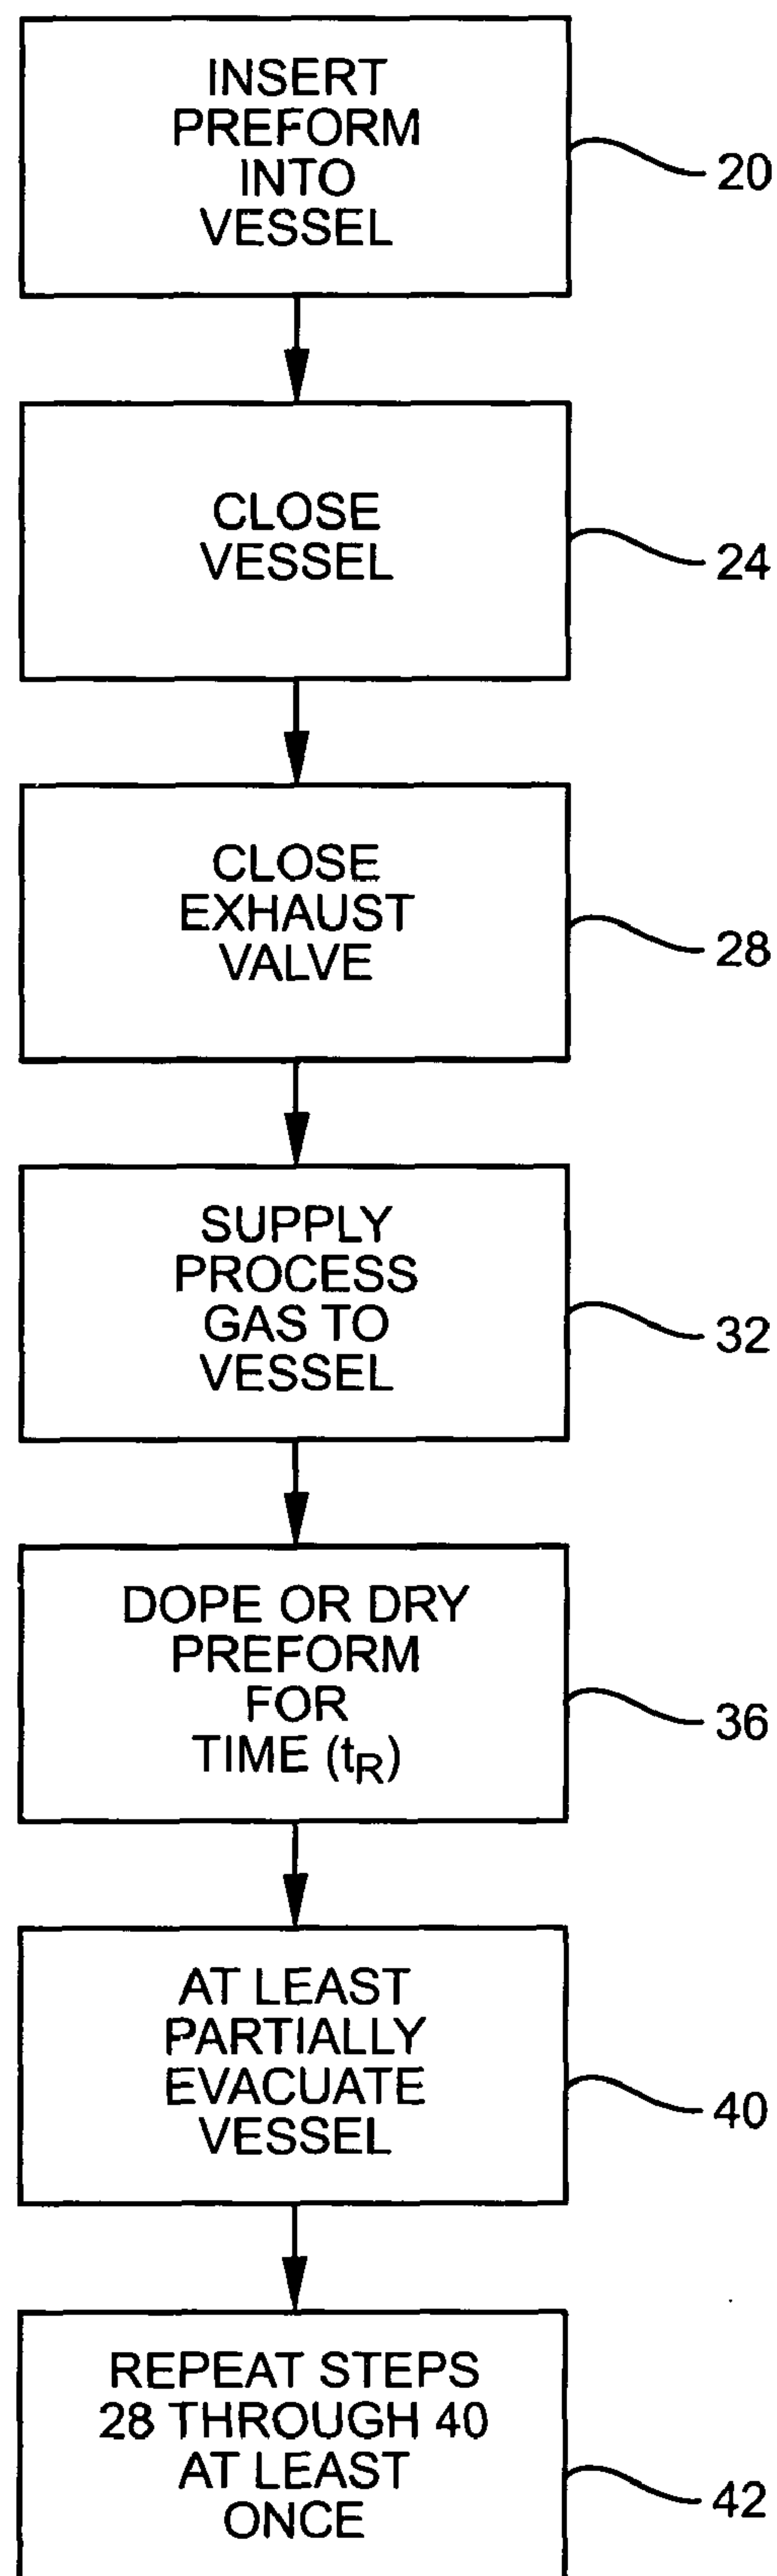 INSERT
PREFORM
INTO
VESSEL
20
CLOSE
VESSEL
24
CLOSE
EXHAUST
VALVE
28
SUPPLY
PROCESS
GAS TO
VESSEL
32
DOPE OR DRY
PREFORM
FOR
TIME (tR)
36
AT LEAST
PARTIALLY
EVACUATE
VESSEL
40
REPEAT STEPS
28 THROUGH 40
AT LEAST
ONCE
42